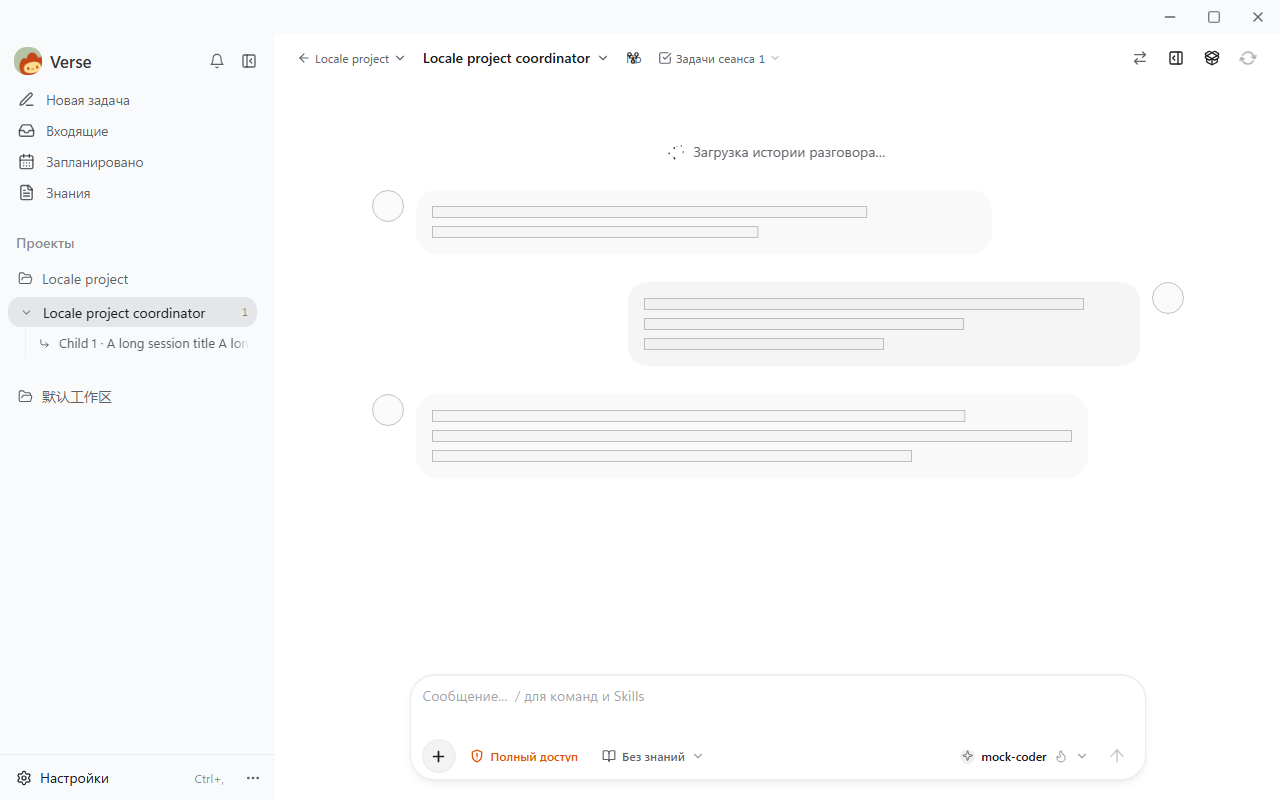 Verse
Новая задача
Входящие
Запланировано
Знания
Проекты
Locale project
Locale project coordinator 1
Child 1 · A long session title A lon
默认工作区
Настройки Ctrl+,
Locale project
Locale project coordinator
Задачи сеанса 1
Загрузка истории разговора...
Сообщение... / для команд и Skills
Полный доступ
Без знаний
mock-coder